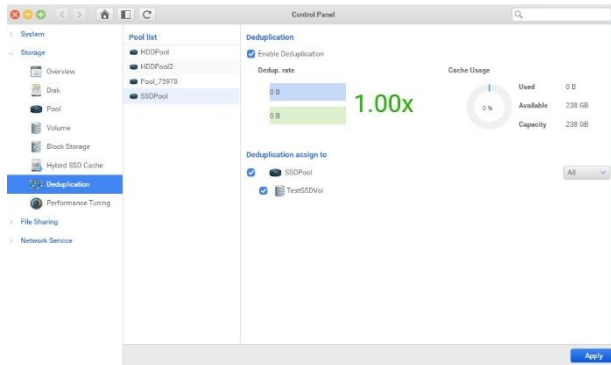 Control Panel
System
Storage
Overview
Disk
Pool
Volume
Block Storage
Hybird SSD Cache
Deduplication
Performance Tuning
File Sharing
Network Service
Pool list
HDDPool
HDDPool2
Pool_75978
SSDPool
Deduplication
Enable Deduplication
Dedup. rate
0 B
0 B
1.00x
Cache Usage
0 %
Used 0 B
Available 238 GB
Capacity 238 GB
Deduplication assign to
SSDPool
All
TestSSDVol
Apply